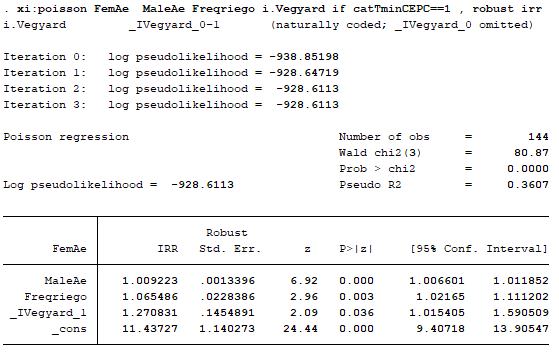 . xi:poisson FemAe  MaleAe Freqriego i.Vegyard if catTminCEPC==1 , robust irr
i.Vegyard         _IVegyard_0-1       (naturally coded; _IVegyard_0 omitted)
Iteration 0:   log pseudolikelihood = -938.85198
Iteration 1:   log pseudolikelihood = -928.64719
Iteration 2:   log pseudolikelihood =  -928.6113
Iteration 3:   log pseudolikelihood =  -928.6113
Poisson regression                              Number of obs   =        144
Wald chi2(3)    =      80.87
Prob > chi2     =     0.0000
Log pseudolikelihood =  -928.6113               Pseudo R2       =     0.3607
Robust
FemAe        IRR   Std. Err.      z    P>|z|     [95% Conf. Interval]
MaleAe   1.009223   .0013396     6.92   0.000     1.006601    1.011852
Freqriego   1.065486   .0228386     2.96   0.003      1.02165    1.111202
_IVegyard_1   1.270831   .1454891     2.09   0.036     1.015405    1.590509
_cons   11.43727   1.140273    24.44   0.000      9.40718    13.90547